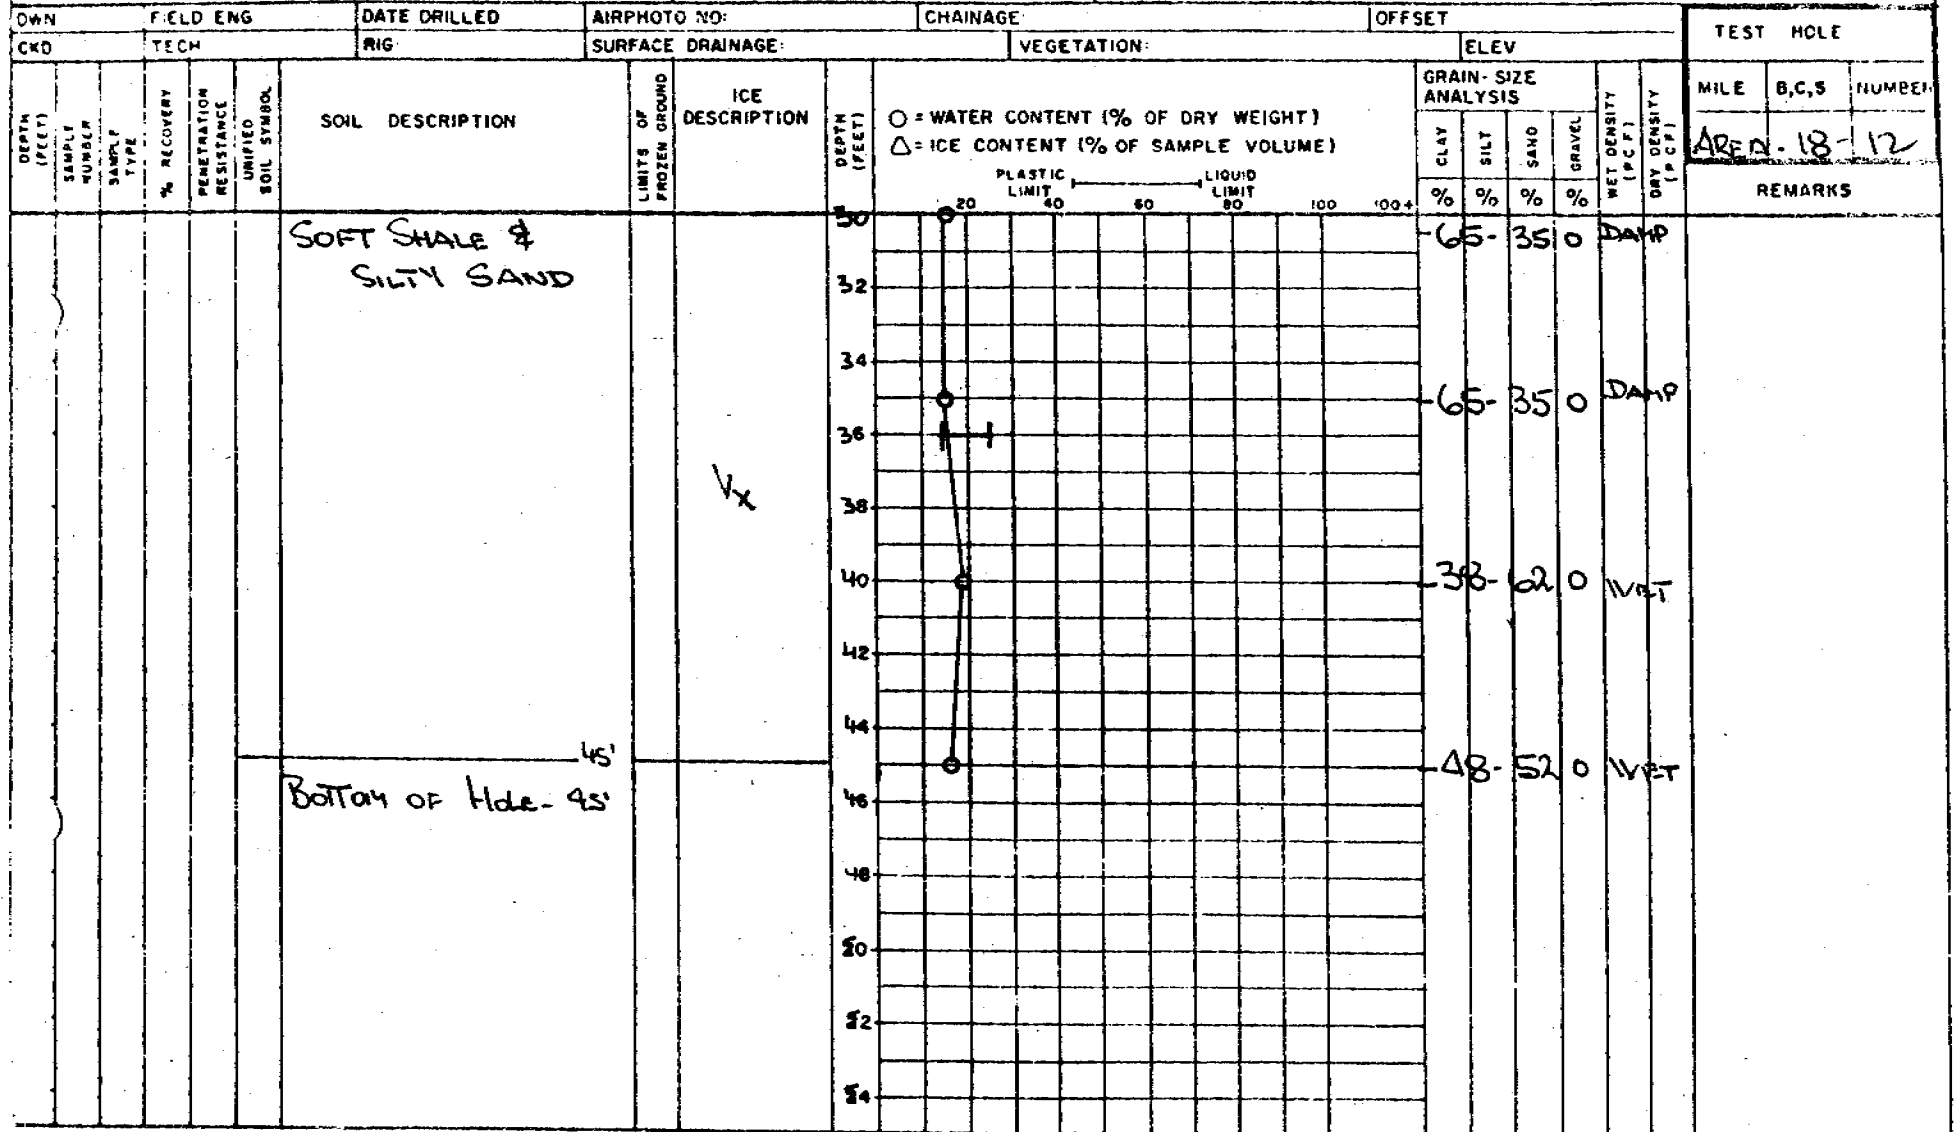 DWN FIELD ENG DATE DRILLED AIRPHOTO NO: CHAINAGE: OFFSET
CKD TECH RIG: SURFACE DRAINAGE: VEGETATION: ELEV
TEST HOLE
MILE B,C,S NUMBER
AREA. 18-12
REMARKS
DEPTH (FEET)
SAMPLE NUMBER
SAMPLE TYPE
% RECOVERY
PENETRATION RESISTANCE
UNIFIED SOIL SYMBOL
SOIL DESCRIPTION
LIMITS OF FROZEN GROUND
ICE DESCRIPTION
DEPTH (FEET)
O = WATER CONTENT (% OF DRY WEIGHT)
△ = ICE CONTENT (% OF SAMPLE VOLUME)
PLASTIC LIMIT LIQUID LIMIT
20 40 60 80 100 100+
GRAIN-SIZE ANALYSIS
CLAY SILT SAND GRAVEL
% % % %
WET DENSITY (P.C.F.)
DRY DENSITY (P.C.F.)
SOFT SHALE &
SILTY SAND
30
-65- 35 0 DAMP
32
34
-65- 35 0 DAMP
36
Vx
38
40
-38- 62 0 WET
42
44
45'
-48- 52 0 WET
BOTTOM OF HOLE - 45'
46
48
50
52
54